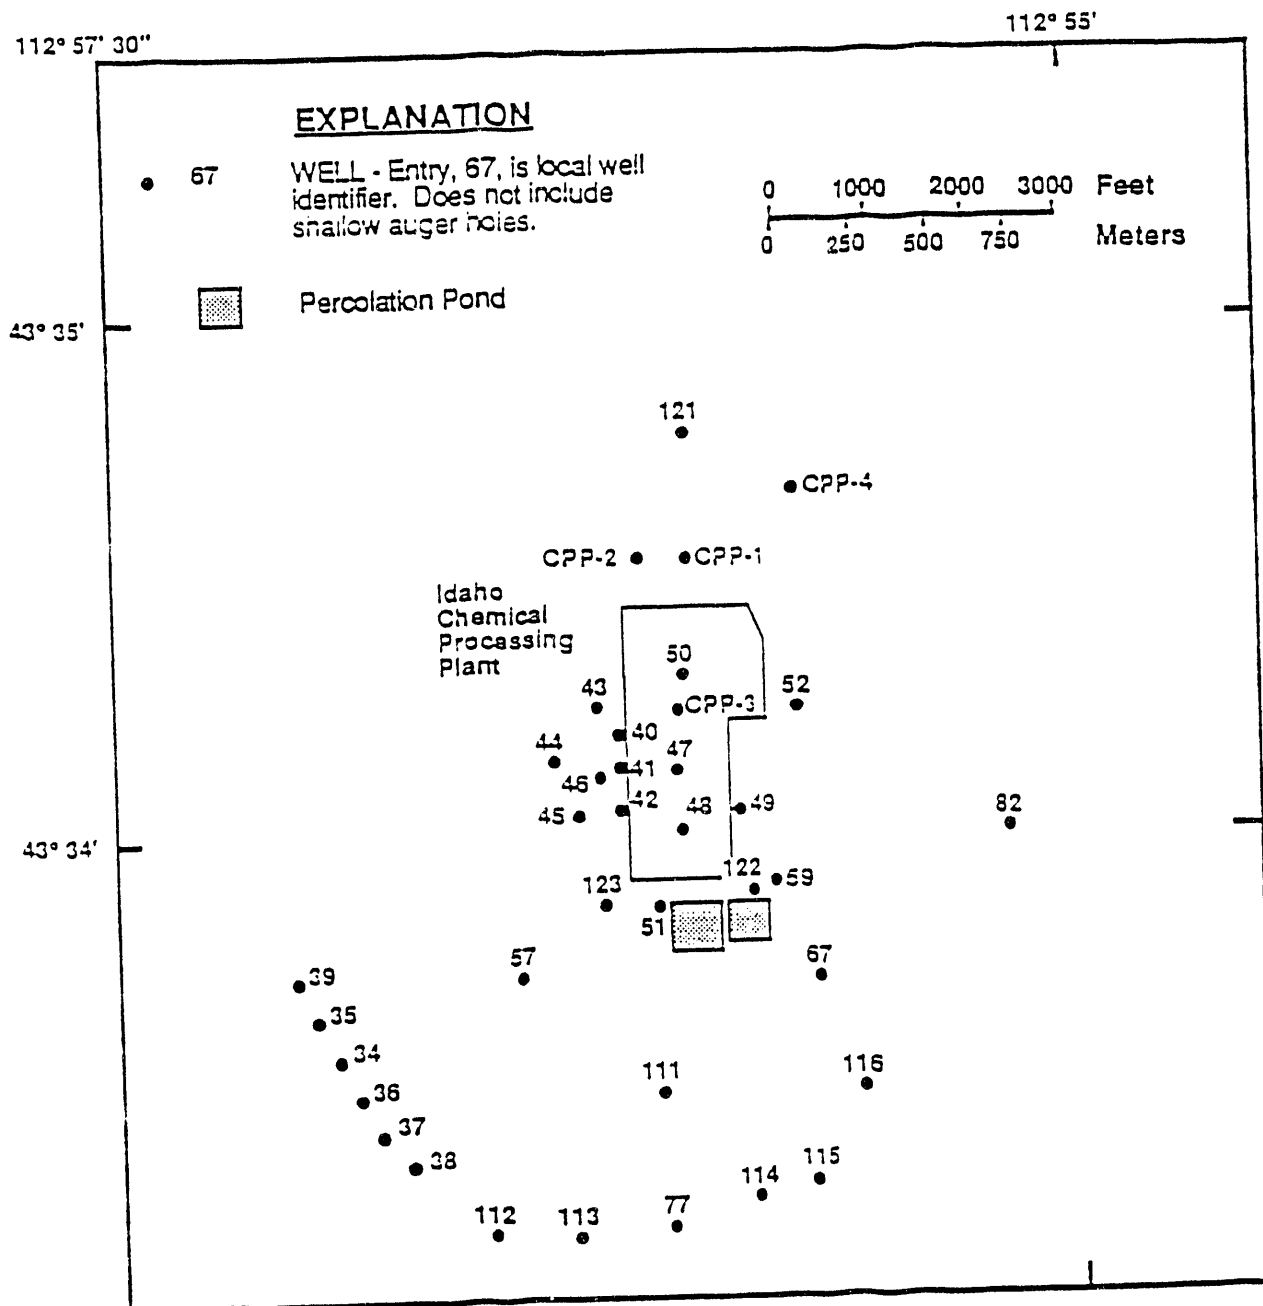 112° 55'
112° 57' 30"
EXPLANATION
67
WELL - Entry, 67, is local well
identifier. Does not include
shallow auger holes.
0 1000 2000 3000 Feet
0 250 500 750 Meters
Percolation Pond
43° 35'
121
CPP-4
CPP-2
CPP-1
Idaho
Chemical
Processing
Plant
50
43
CPP-3
52
40
44
47
41
46
42
48
49
45
82
43° 34'
122
59
123
51
57
67
39
35
34
111
116
36
37
38
115
114
112
113
77